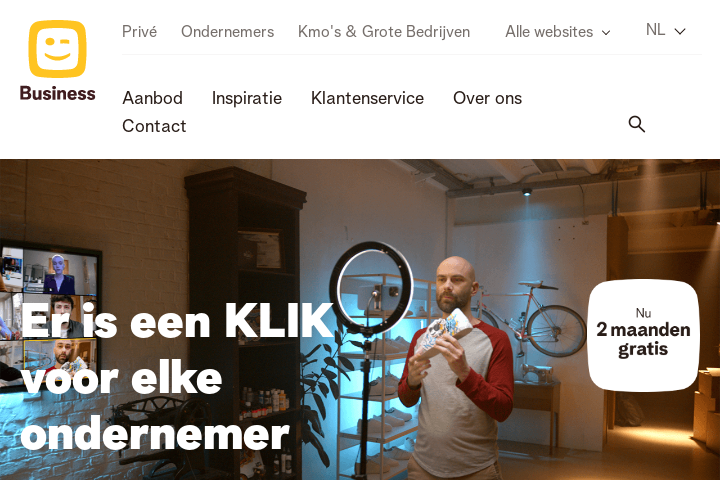 Privé
Ondernemers
Kmo's & Grote Bedrijven
Alle websites
NL
Business
Aanbod
Inspiratie
Klantenservice
Over ons
Contact
Er is een KLIK
voor elke
ondernemer
Nu
2 maanden
gratis